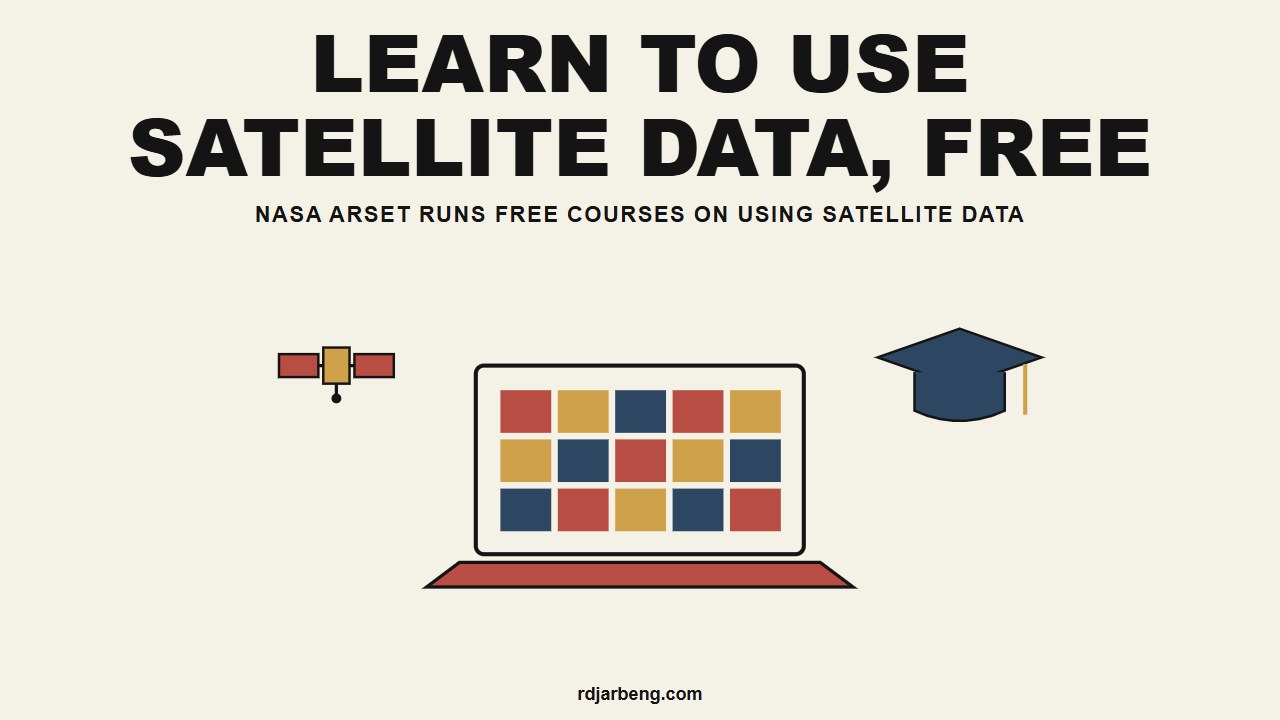 LEARN TO USE
SATELLITE DATA, FREE
NASA ARSET RUNS FREE COURSES ON USING SATELLITE DATA
rdjarbeng.com